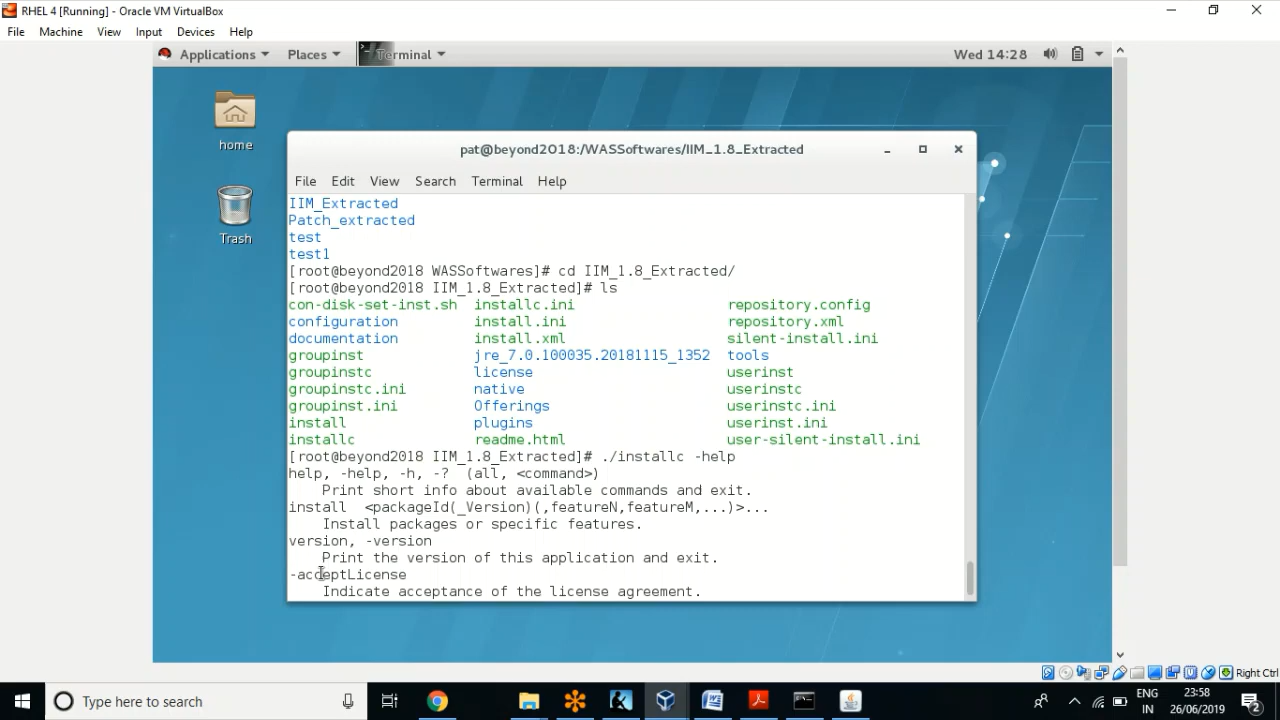 RHEL 4 [Running] - Oracle VM VirtualBox
File Machine View Input Devices Help
Applications Places Terminal Wed 14:28
home
Trash
pat@beyond2018:/WASSoftwares/IIM_1.8_Extracted
File Edit View Search Terminal Help
IIM_Extracted
Patch_extracted
test
test1
[root@beyond2018 WASSoftwares]# cd IIM_1.8_Extracted/
[root@beyond2018 IIM_1.8_Extracted]# ls
con-disk-set-inst.sh installc.ini repository.config
configuration install.ini repository.xml
documentation install.xml silent-install.ini
groupinst jre_7.0.100035.20181115_1352 tools
groupinstc license userinst
groupinstc.ini native userinstc
groupinst.ini Offerings userinstc.ini
install plugins userinst.ini
installc readme.html user-silent-install.ini
[root@beyond2018 IIM_1.8_Extracted]# ./installc -help
help, -help, -h, -? (all, <command>)
Print short info about available commands and exit.
install <packageId(_Version)(,featureN,featureM,...)>...
Install packages or specific features.
version, -version
Print the version of this application and exit.
-acceptLicense
Indicate acceptance of the license agreement.
Right Ctrl
Type here to search
ENG
IN
23:58
26/06/2019
2